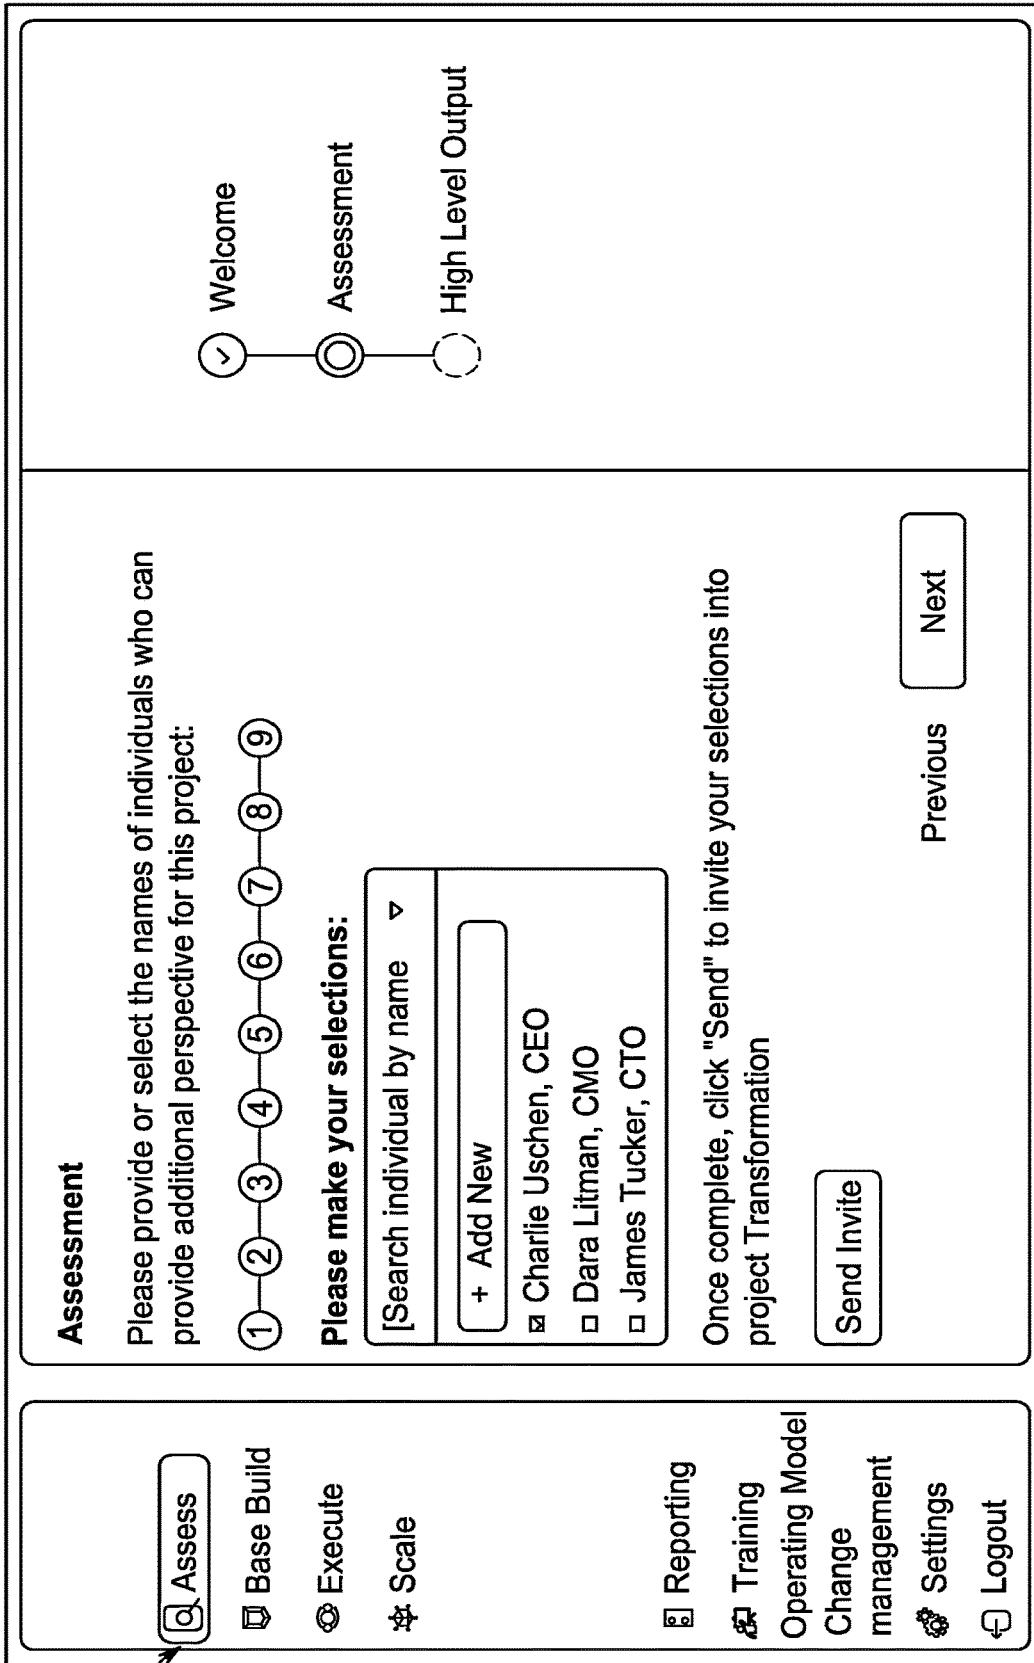 Assess
Base Build
Execute
Scale
Reporting
Training
Operating Model
Change
management
Settings
Logout
Assessment
Please provide or select the names of individuals who can
provide additional perspective for this project:
1 2 3 4 5 6 7 8 9
Please make your selections:
[Search individual by name
+ Add New
Charlie Uschen, CEO
Dara Litman, CMO
James Tucker, CTO
Once complete, click "Send" to invite your selections into
project Transformation
Send Invite
Previous Next
Welcome
Assessment
High Level Output